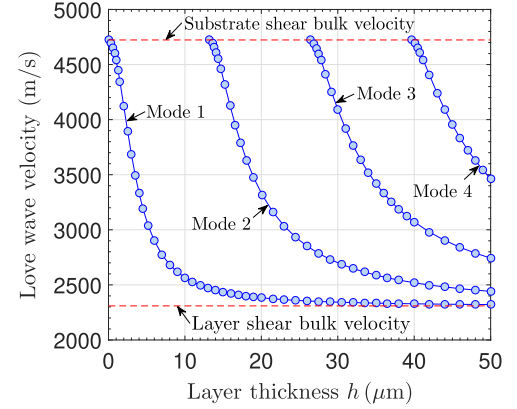 5000
Substrate shear bulk velocity
4500
Mode 1
Mode 3
4000
3500
Mode 4
Mode 2
3000
2500
Layer shear bulk velocity
2000
Love wave velocity (m/s)
0 10 20 30 40 50
Layer thickness h (μm)